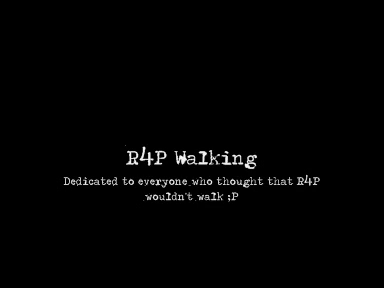 R4P Walking
Dedicated to everyone who thought that R4P
wouldn't walk ;P